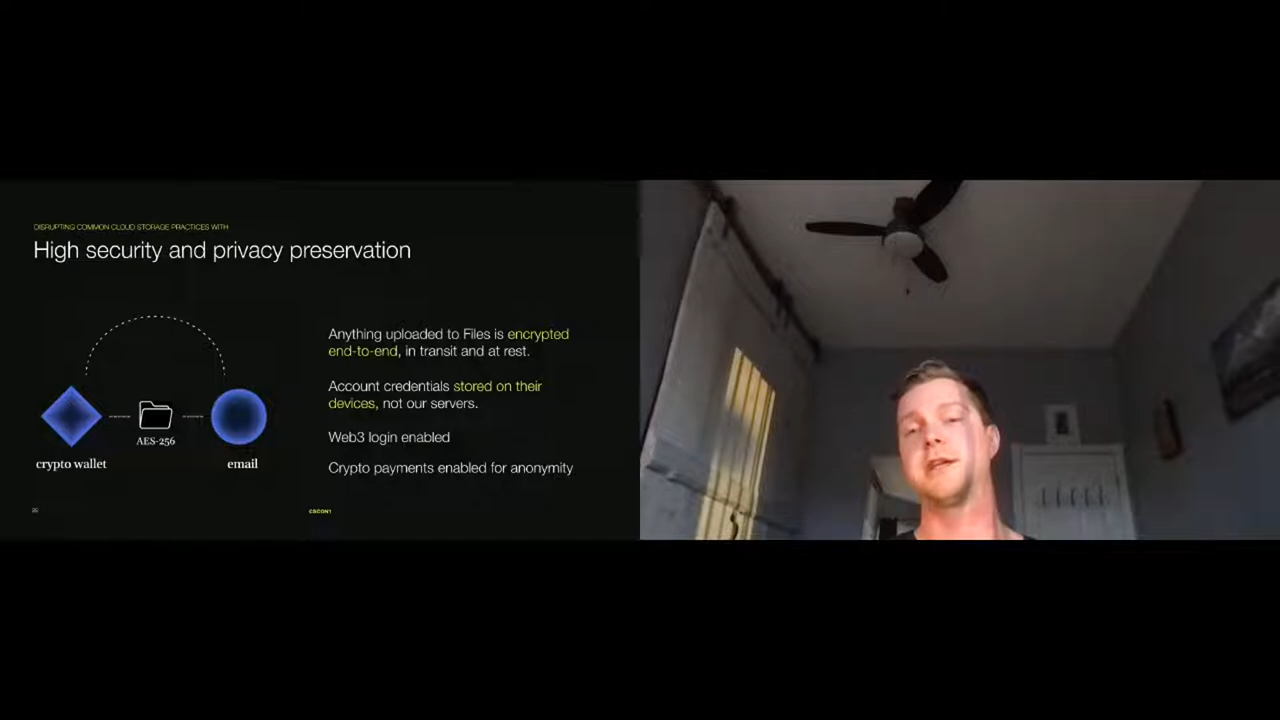 DISRUPTING COMMON CLOUD STORAGE PRACTICES WITH
High security and privacy preservation
Anything uploaded to Files is encrypted
end-to-end, in transit and at rest.
Account credentials stored on their
devices, not our servers.
Web3 login enabled
Crypto payments enabled for anonymity
AES-256
crypto wallet
email
CSCON1